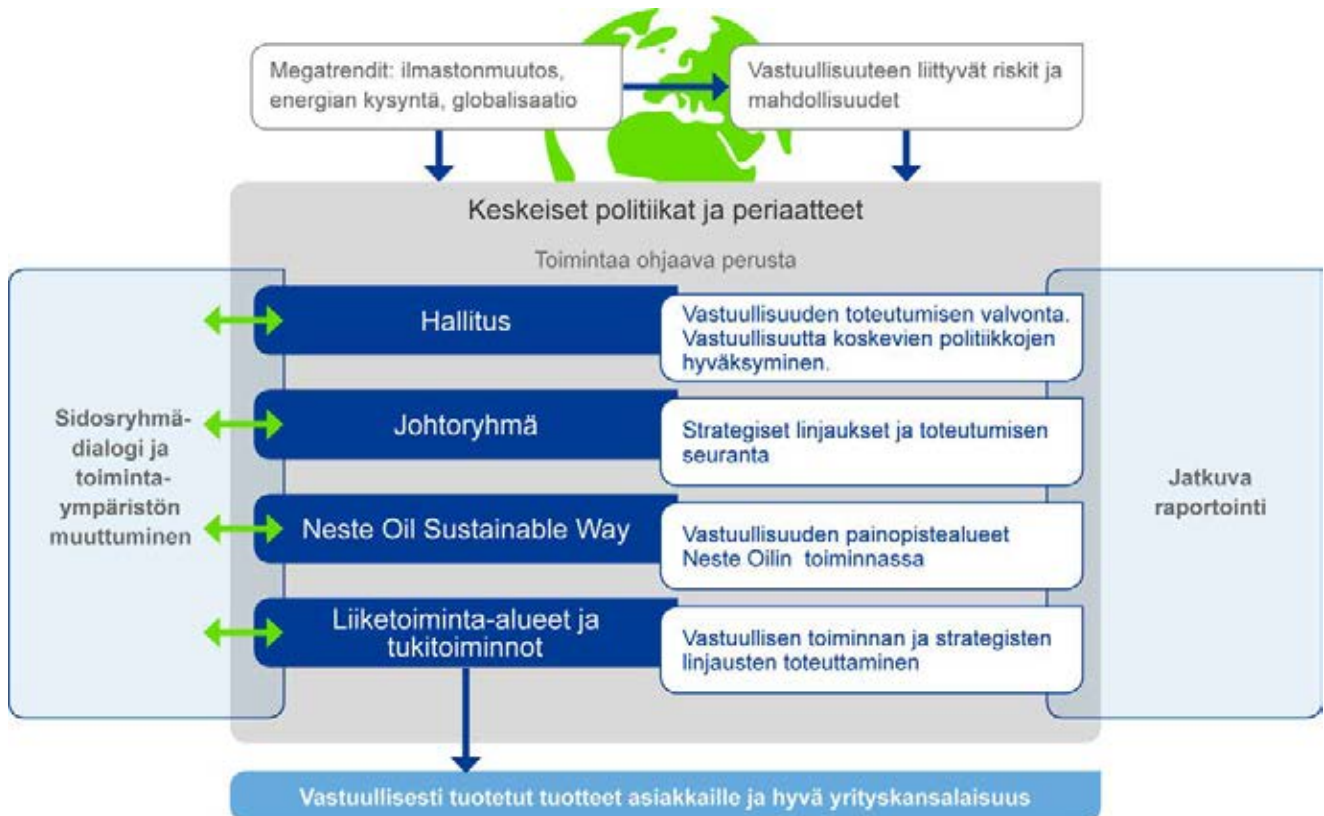 Megatrendit: ilmastonmuutos,
energian kysyntä, globalisaatio
Vastuullisuuteen liittyvät riskit ja
mahdollisuudet
Keskeiset politiikat ja periaatteet
Toimintaa ohjaava perusta
Sidosryhmä-
dialogi ja
toiminta-
ympäristön
muuttuminen
Hallitus
Vastuullisuuden toteutumisen valvonta.
Vastuullisuutta koskevien politiikkojen
hyväksyminen.
Johtoryhmä
Strategiset linjaukset ja toteutumisen
seuranta
Neste Oil Sustainable Way
Vastuullisuuden painopistealueet
Neste Oilin toiminnassa
Liiketoiminta-alueet ja
tukitoiminnot
Vastuullisen toiminnan ja strategisten
linjausten toteuttaminen
Jatkuva
raportointi
Vastuullisesti tuotetut tuotteet asiakkaille ja hyvä yrityskansalaisuus